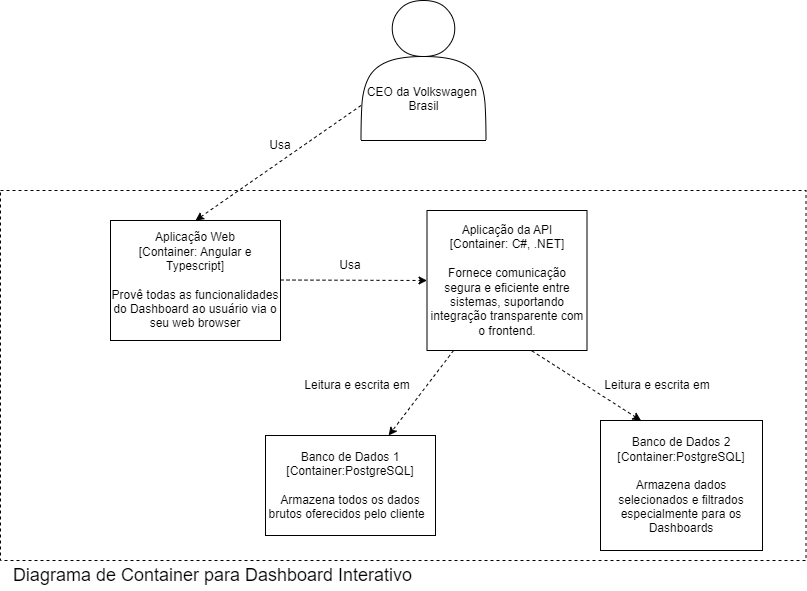 CEO da Volkswagen
Brasil
Usa
Aplicação Web
[Container: Angular e
Typescript]
Provê todas as funcionalidades
do Dashboard ao usuário via o
seu web browser
Usa
Aplicação da API
[Container: C#, .NET]
Fornece comunicação
segura e eficiente entre
sistemas, suportando
integração transparente com
o frontend.
Leitura e escrita em
Leitura e escrita em
Banco de Dados 1
[Container:PostgreSQL]
Armazena todos os dados
brutos oferecidos pelo cliente
Banco de Dados 2
[Container:PostgreSQL]
Armazena dados
selecionados e filtrados
especialmente para os
Dashboards
Diagrama de Container para Dashboard Interativo